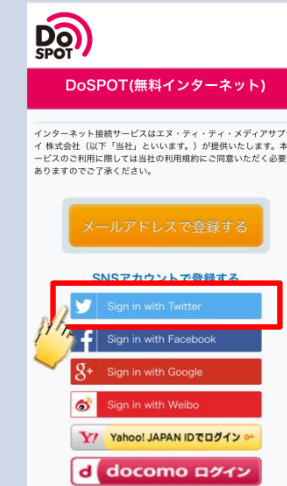 Do
SPOT
DoSPOT(無料インターネット)
インターネット接続サービスはエヌ・ティ・ティ・メディアサプ
イ 株式会社(以下「当社」といいます。)が提供いたします。本
ービスのご利用に際しては当社の利用規約にご同意いただく必要
ありますのでご了承ください。
メールアドレスで登録する
SNSアカウントで登録する
Sign in with Twitter
f Sign in with Facebook
g+ Sign in with Google
Sign in with Weibo
Y! Yahoo! JAPAN IDでログイン
d docomo ログイン